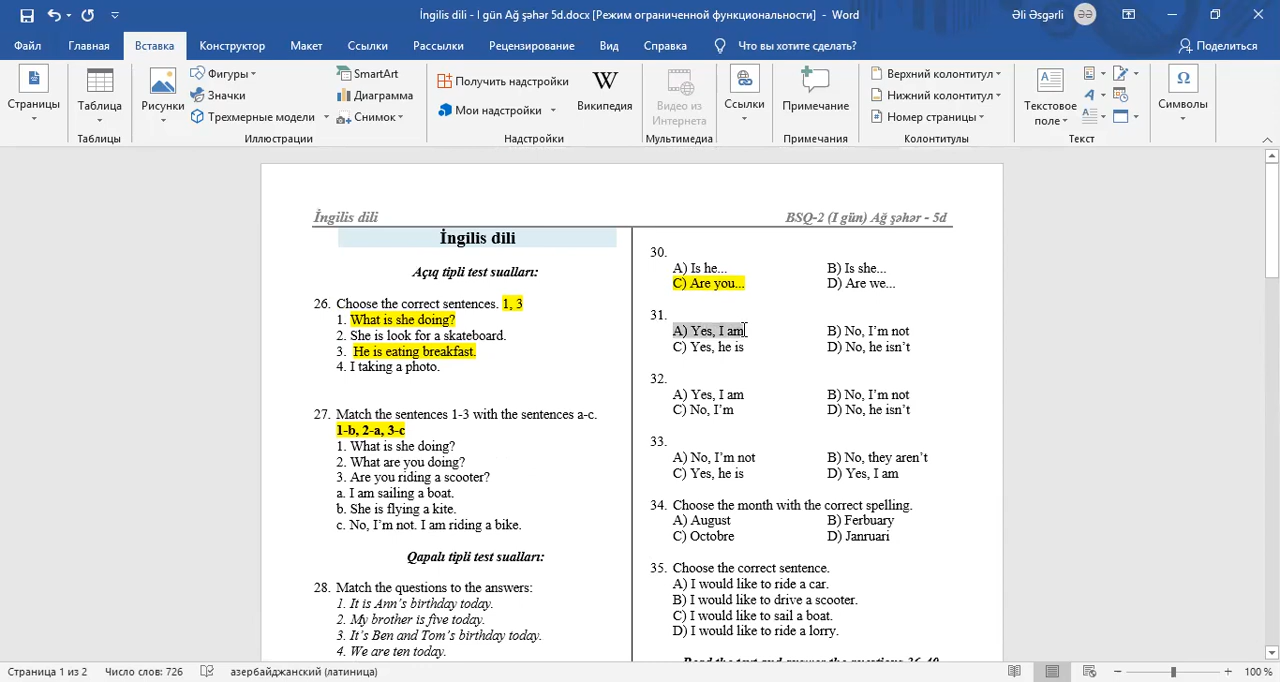 İngilis dili - I gün Ağ şəhər 5d.docx [Режим ограниченной функциональности] - Word
Əli Əsgərli ƏƏ
Файл Главная Вставка Конструктор Макет Ссылки Рассылки Рецензирование Вид Справка Что вы хотите сделать? Поделиться
Страницы
Таблица
Таблицы
Рисунки
Фигуры
Значки
Трехмерные модели
SmartArt
Диаграмма
Снимок
Иллюстрации
Получить надстройки
Мои надстройки
W
Википедия
Надстройки
Видео из
Интернета
Мультимедиа
Ссылки
Примечание
Примечания
Верхний колонтитул
Нижний колонтитул
Номер страницы
Колонтитулы
Текстовое
поле
Текст
Ω
Символы
İngilis dili BSQ-2 (I gün) Ağ şəhər - 5d
İngilis dili
Açıq tipli test sualları:
26. Choose the correct sentences. 1, 3
1. What is she doing?
2. She is look for a skateboard.
3. He is eating breakfast.
4. I taking a photo.
27. Match the sentences 1-3 with the sentences a-c.
1-b, 2-a, 3-c
1. What is she doing?
2. What are you doing?
3. Are you riding a scooter?
a. I am sailing a boat.
b. She is flying a kite.
c. No, I’m not. I am riding a bike.
Qapalı tipli test sualları:
28. Match the questions to the answers:
1. It is Ann’s birthday today.
2. My brother is five today.
3. It’s Ben and Tom’s birthday today.
4. We are ten today.
30.
A) Is he... B) Is she...
C) Are you... D) Are we...
31.
A) Yes, I am B) No, I’m not
C) Yes, he is D) No, he isn’t
32.
A) Yes, I am B) No, I’m not
C) No, I’m D) No, he isn’t
33.
A) No, I’m not B) No, they aren’t
C) Yes, he is D) Yes, I am
34. Choose the month with the correct spelling.
A) August B) Ferbuary
C) Octobre D) Janruari
35. Choose the correct sentence.
A) I would like to ride a car.
B) I would like to drive a scooter.
C) I would like to sail a boat.
D) I would like to ride a lorry.
Read the text and answer the questions 36-40
Страница 1 из 2 Число слов: 726 азербайджанский (латиница) 100 %